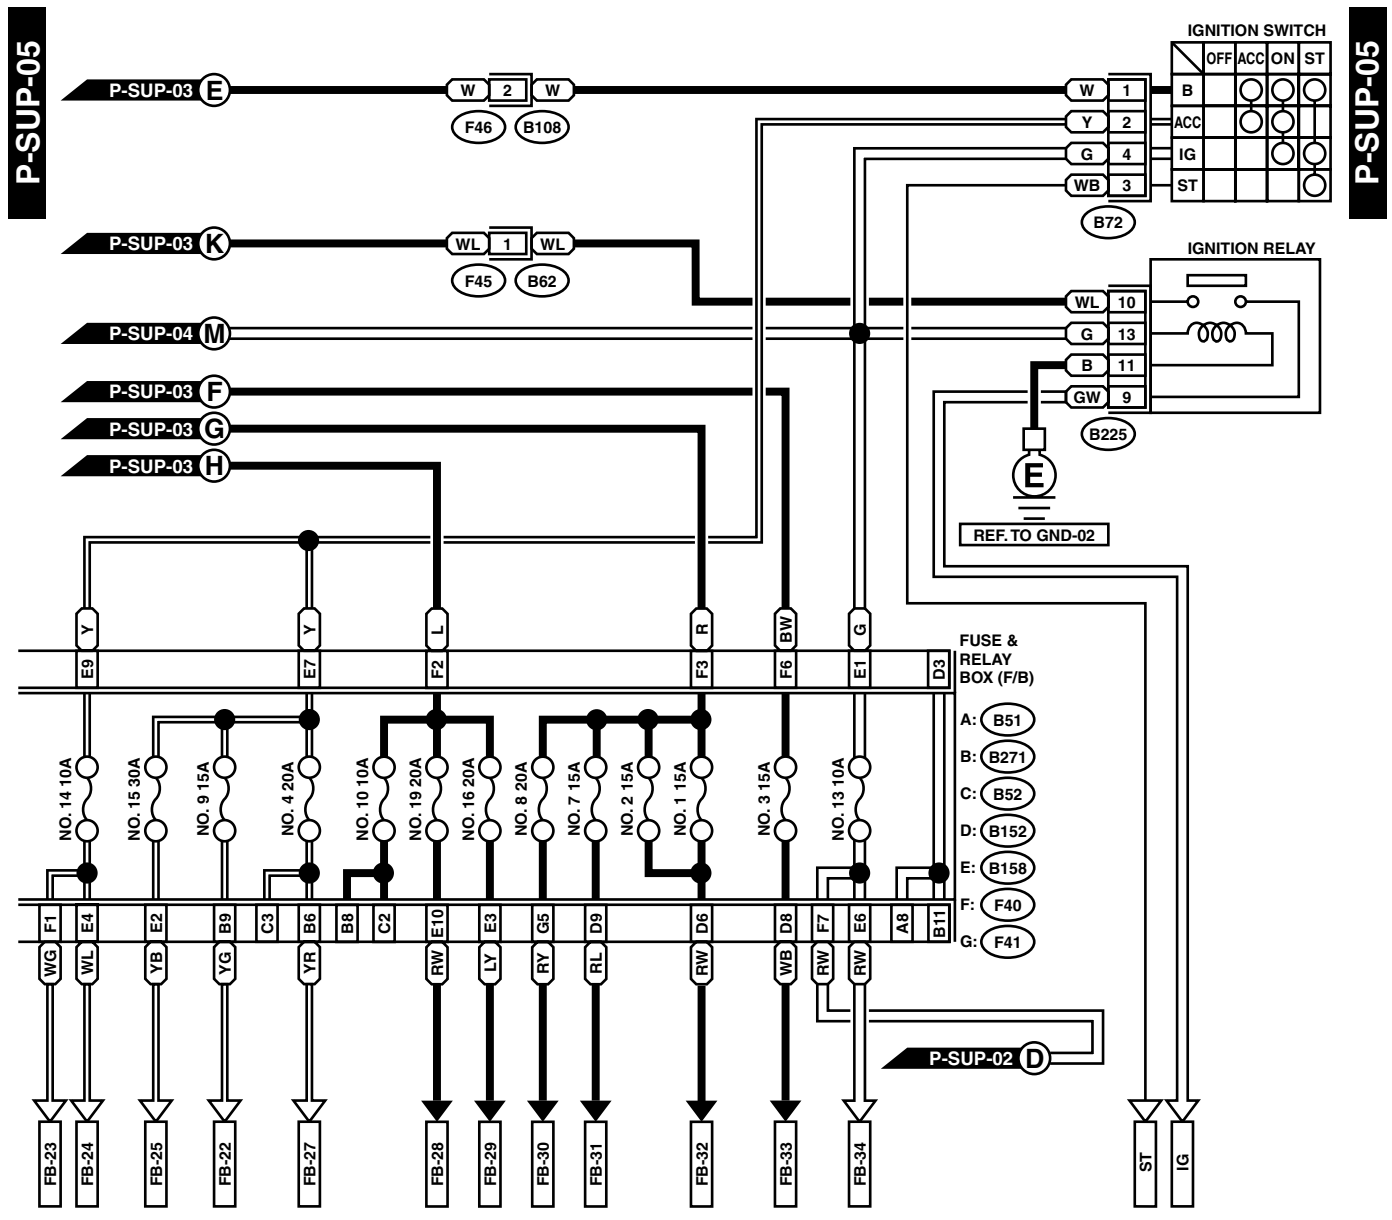 P-SUP-05
P-SUP-05
IGNITION SWITCH
OFF ACC ON ST
B
ACC
IG
ST
P-SUP-03 E
W 2 W
F46 B108
W 1
Y 2
G 4
WB 3
B72
P-SUP-03 K
WL 1 WL
F45 B62
IGNITION RELAY
WL 10
G 13
B 11
GW 9
B225
P-SUP-04 M
P-SUP-03 F
P-SUP-03 G
P-SUP-03 H
E
REF. TO GND-02
Y Y L R BW G
E9 E7 F2 F3 F6 E1 D3
FUSE &
RELAY
BOX (F/B)
A: B51
B: B271
C: B52
D: B152
E: B158
F: F40
G: F41
NO. 14 10A
NO. 15 30A
NO. 9 15A
NO. 4 20A
NO. 10 10A
NO. 19 20A
NO. 16 20A
NO. 8 20A
NO. 7 15A
NO. 2 15A
NO. 1 15A
NO. 3 15A
NO. 13 10A
F1 E4 E2 B9 C3 B6 B8 C2 E10 E3 G5 D9 D6 D8 F7 E6 A8 B11
WG WL YB YG YR RW LY RY RL RW WB RW RW
P-SUP-02 D
FB-23 FB-24 FB-25 FB-22 FB-27 FB-28 FB-29 FB-30 FB-31 FB-32 FB-33 FB-34 ST IG